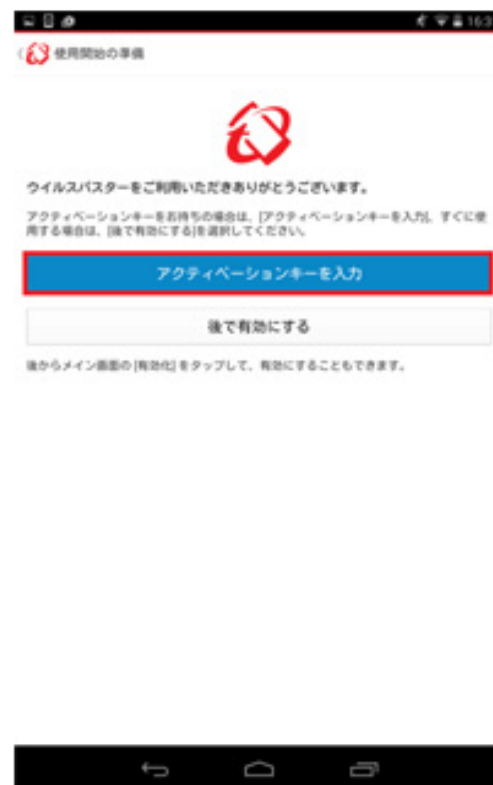 16:3
使用開始の準備
ウイルスバスターをご利用いただきありがとうございます。
アクティベーションキーをお持ちの場合は、[アクティベーションキーを入力]、すぐに使
用する場合は、[後で有効にする]を選択してください。
アクティベーションキーを入力
後で有効にする
後からメイン画面の [有効化] をタップして、有効にすることもできます。